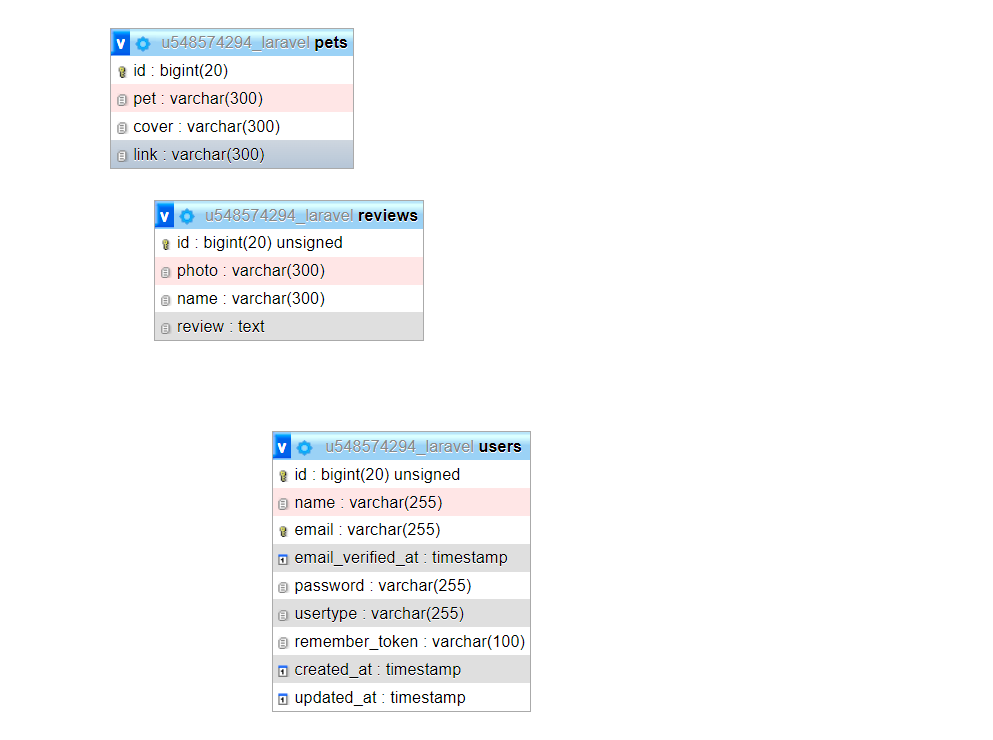 v u548574294_laravel pets
id : bigint(20)
pet : varchar(300)
cover : varchar(300)
link : varchar(300)
v u548574294_laravel reviews
id : bigint(20) unsigned
photo : varchar(300)
name : varchar(300)
review : text
v u548574294_laravel users
id : bigint(20) unsigned
name : varchar(255)
email : varchar(255)
email_verified_at : timestamp
password : varchar(255)
usertype : varchar(255)
remember_token : varchar(100)
created_at : timestamp
updated_at : timestamp